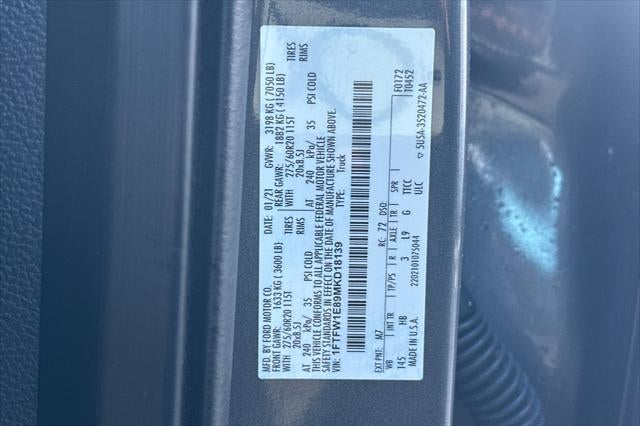 MFD. BY FORD MOTOR CO.
DATE: 01/21 GVWR: 3198 KG (7050 LB)
FRONT GAWR: 1633 KG (3600 LB) REAR GAWR: 1882 KG (4150 LB)
WITH 275/60R20 115T TIRES WITH 275/60R20 115T TIRES
20x8.5J RIMS 20x8.5J RIMS
AT 240 kPa/ 35 PSI COLD AT 240 kPa/ 35 PSI COLD
THIS VEHICLE CONFORMS TO ALL APPLICABLE FEDERAL MOTOR VEHICLE
SAFETY STANDARDS IN EFFECT ON THE DATE OF MANUFACTURE SHOWN ABOVE.
VIN: 1FTFW1E89MKD18139 TYPE: Truck
F0172
T0452
EXT PNT: M7 RC: 72 DSO:
WB INT TR TP/PS R AXLE TR SPR
145 HB 3 L9 G TTCC
MADE IN U.S.A. ULC
2202101075044
5U5A-3520472-AA